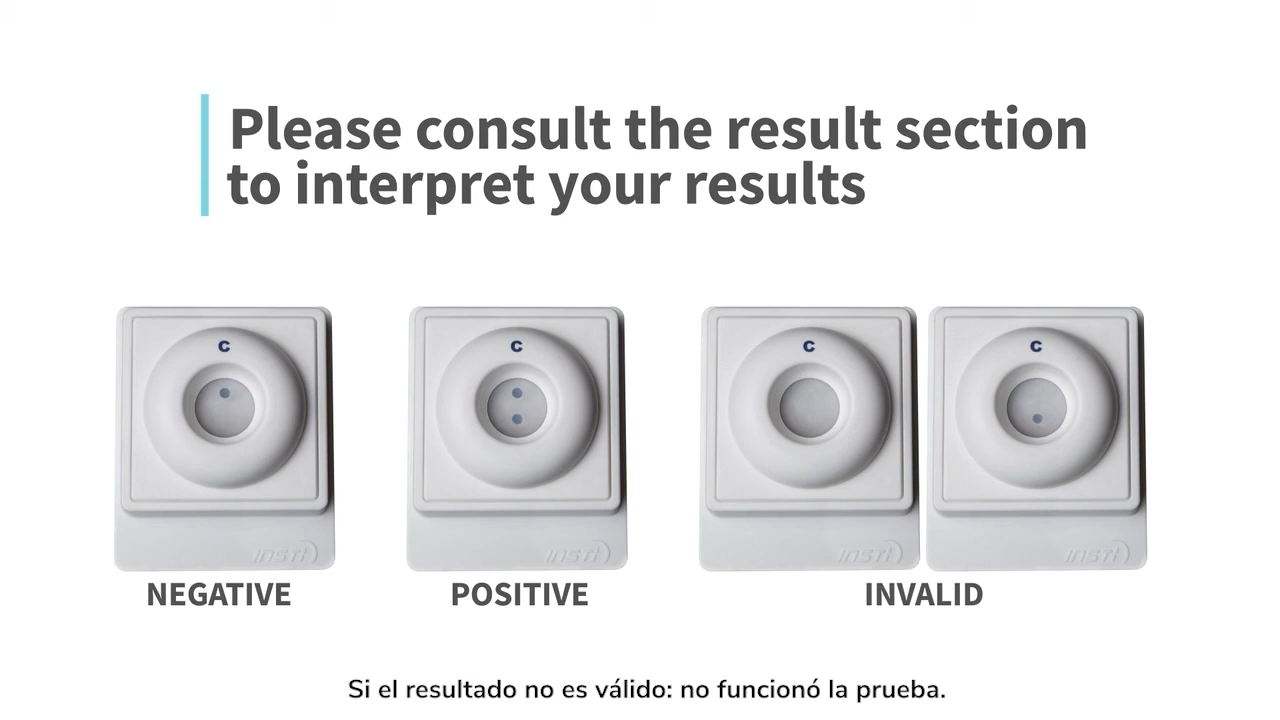 Please consult the result section
to interpret your results
C
C
C
C
insti
insti
insti
insti
NEGATIVE
POSITIVE
INVALID
Si el resultado no es válido: no funcionó la prueba.